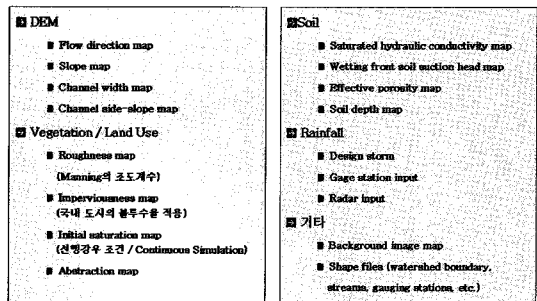 DEM
Flow direction map
Slope map
Channel width map
Channel side-slope map
Vegetation / Land Use
Roughness map
(Manning의 조도계수)
Imperviousness map
(국내 도시의 불투수율 적용)
Initial saturation map
(선행강우 조건 / Continuous Simulation)
Abstraction map
Soil
Saturated hydraulic conductivity map
Wetting front soil suction head map
Effective porosity map
Soil depth map
Rainfall
Design storm
Gage station input
Radar input
기타
Background image map
Shape files (watershed boundary,
streams, gauging stations, etc.)